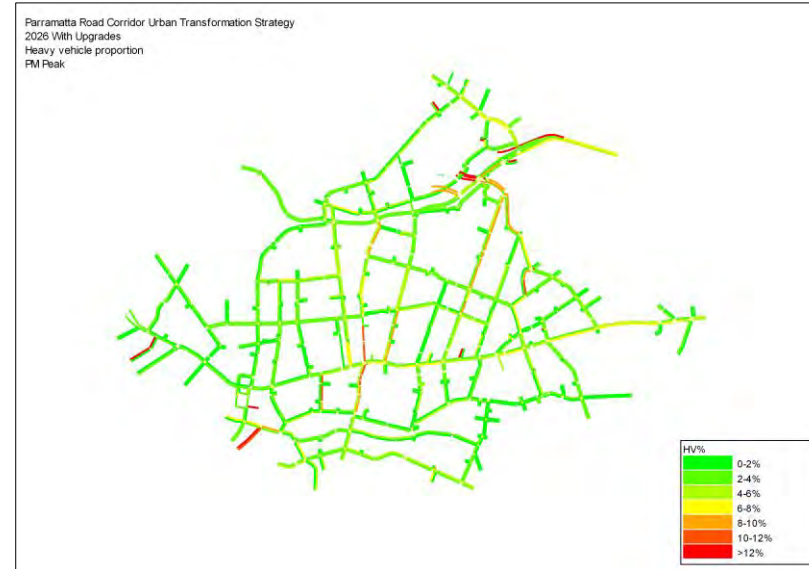 Parramatta Road Corridor Urban Transformation Strategy
2026 With Upgrades
Heavy vehicle proportion
PM Peak
HV%
0-2%
2-4%
4-6%
6-8%
8-10%
10-12%
>12%